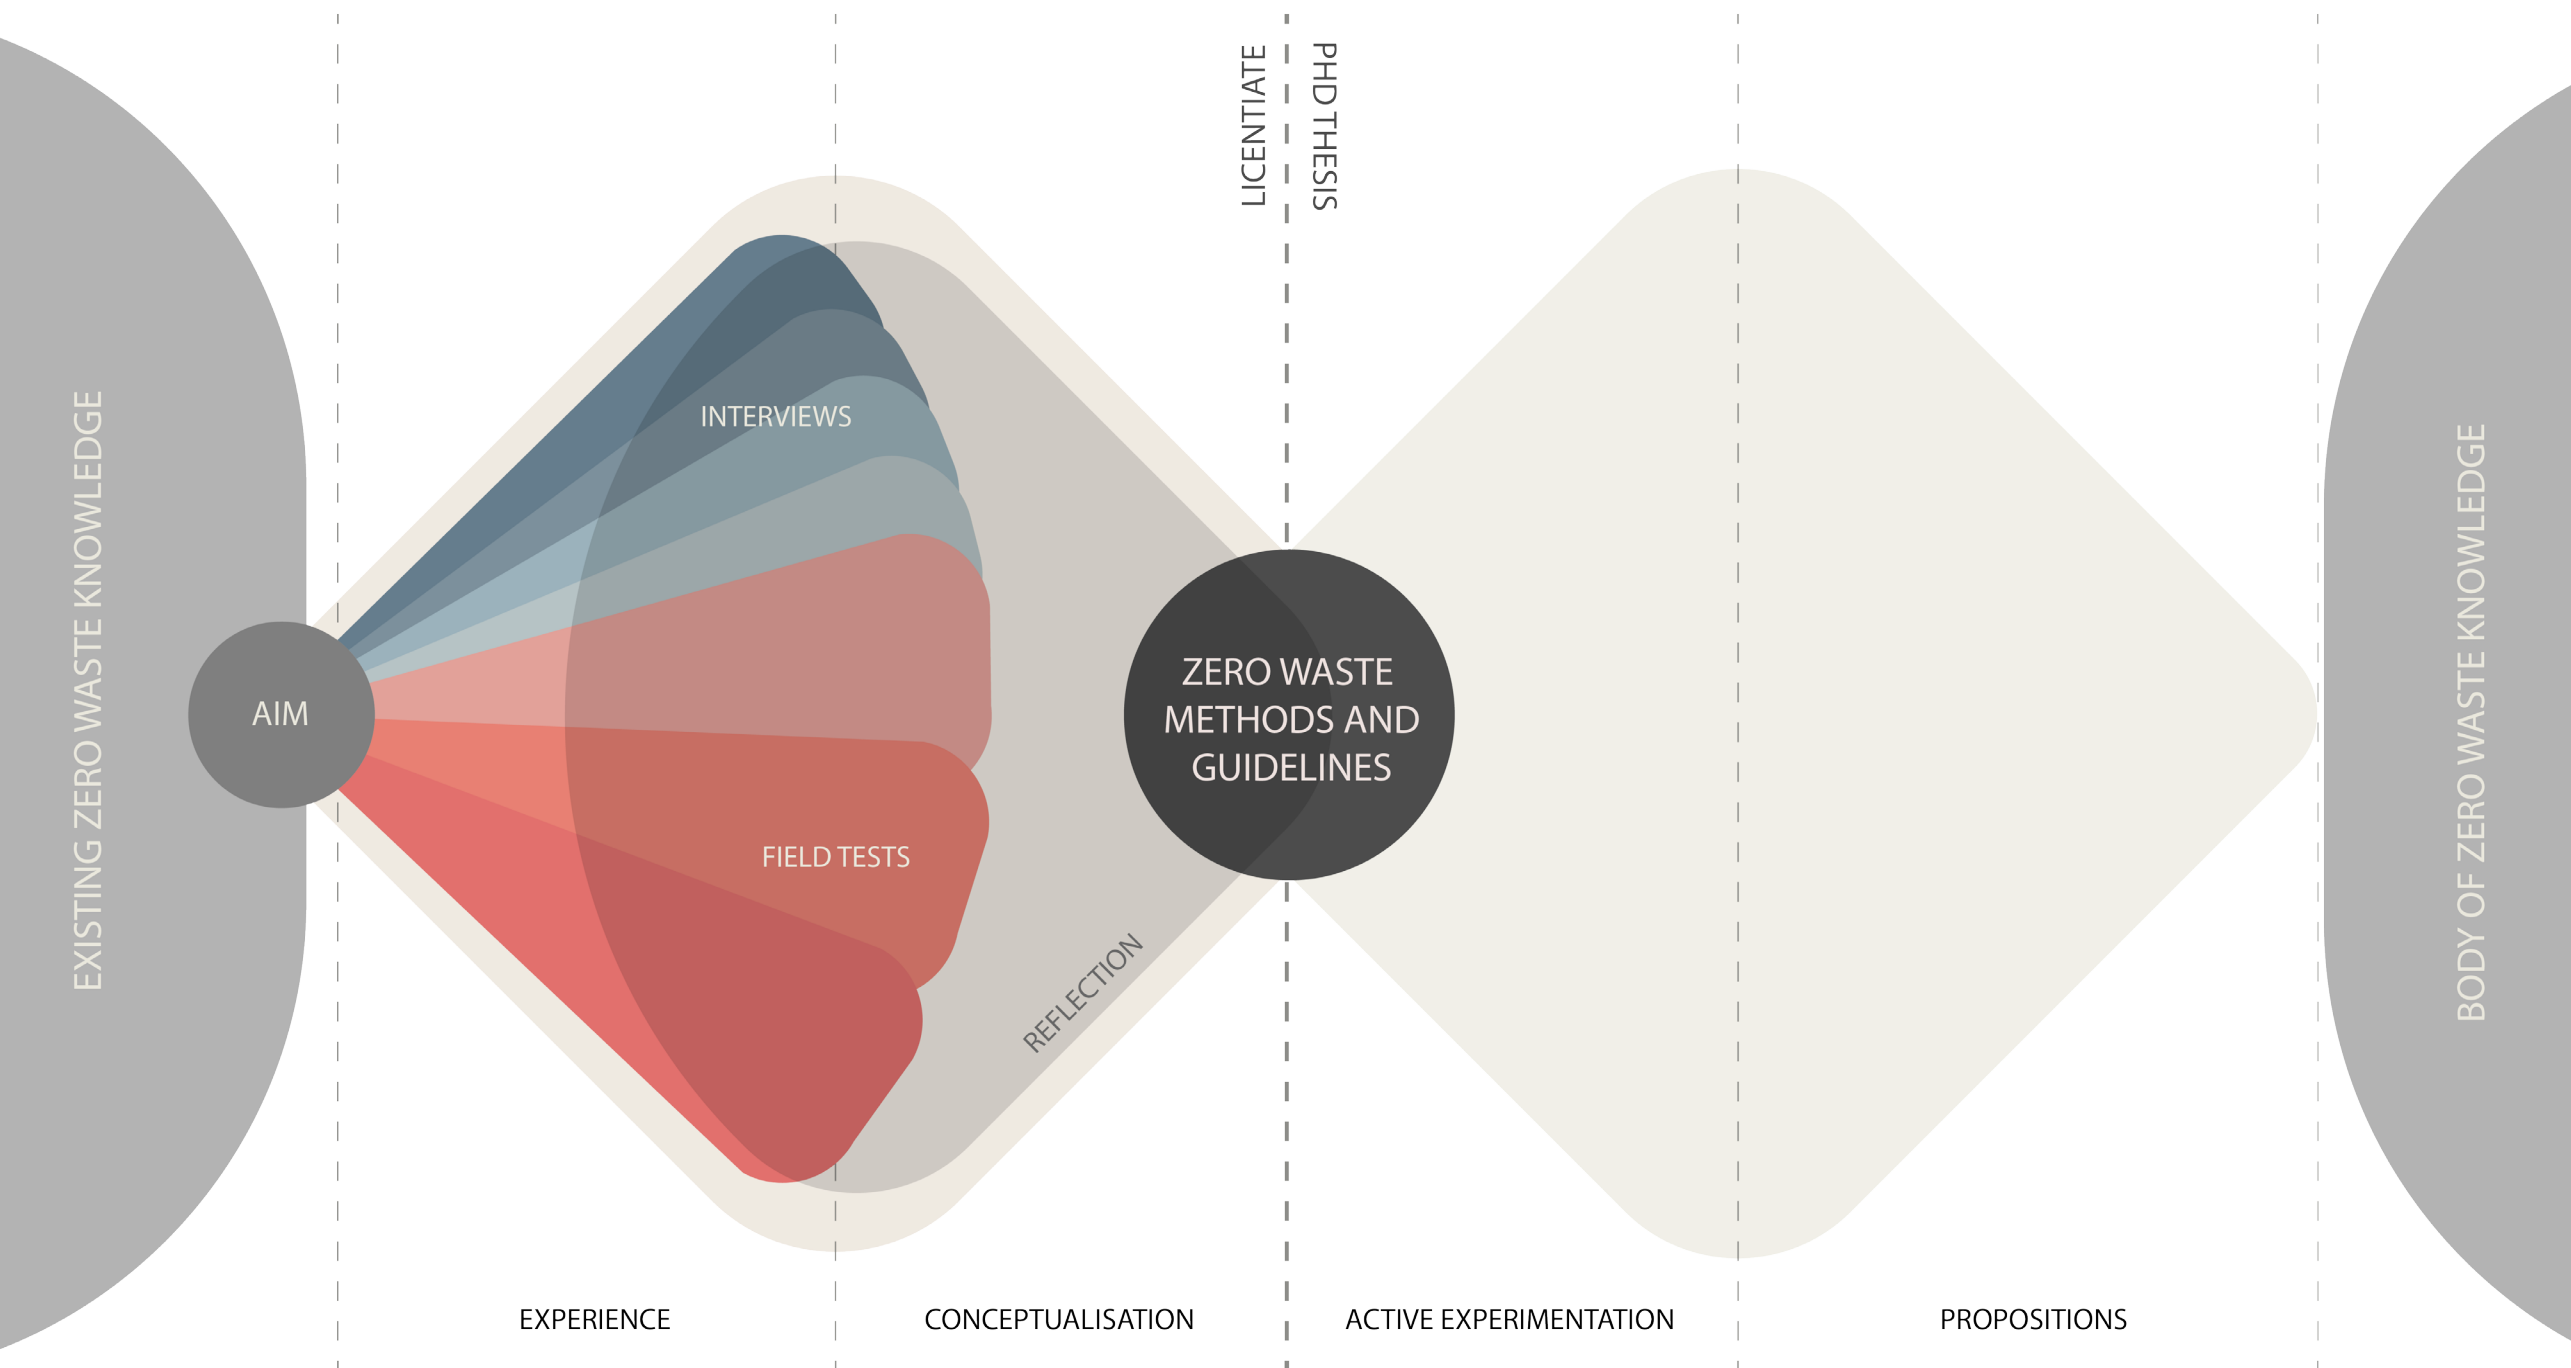 EXISTING ZERO WASTE KNOWLEDGE
AIM
INTERVIEWS
FIELD TESTS
REFLECTION
LICENTIATE
PHD THESIS
ZERO WASTE
METHODS AND
GUIDELINES
BODY OF ZERO WASTE KNOWLEDGE
EXPERIENCE
CONCEPTUALISATION
ACTIVE EXPERIMENTATION
PROPOSITIONS